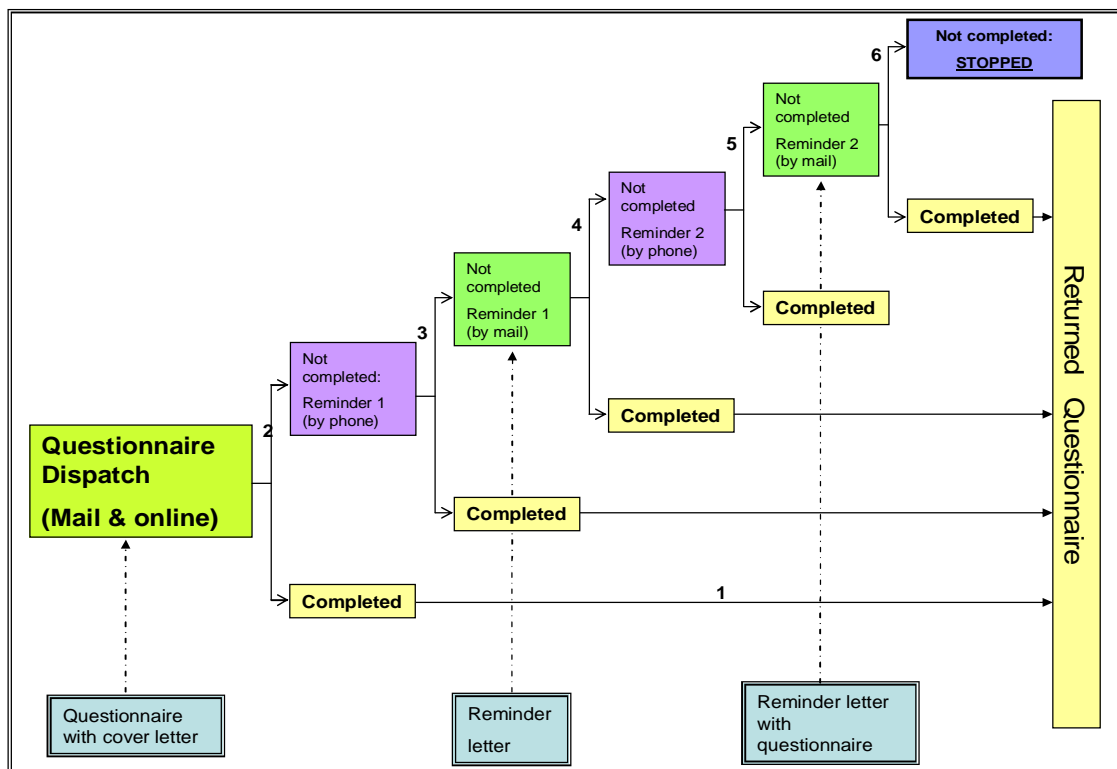 6
Not completed:
STOPPED
Not
completed
Reminder 2
(by mail)
5
Not
completed
Reminder 2
(by phone)
Completed
4
Not
completed
Reminder 1
(by mail)
Completed
3
Not
completed:
Reminder 1
(by phone)
Completed
2
Questionnaire
Dispatch
(Mail & online)
Completed
Completed
1
Returned Questionnaire
Questionnaire
with cover letter
Reminder
letter
Reminder letter
with
questionnaire